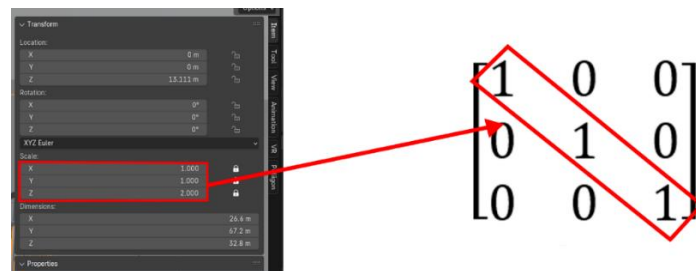 Options
Transform
Location:
X 0 m
Y 0 m
Z 13.111 m
Rotation:
X 0°
Y 0°
Z 0°
XYZ Euler
Scale:
X 1.000
Y 1.000
Z 2.000
Dimensions:
X 26.6 m
Y 67.2 m
Z 32.8 m
Properties
Item
Tool
View
Animation
VR
1 0 0
0 1 0
0 0 1